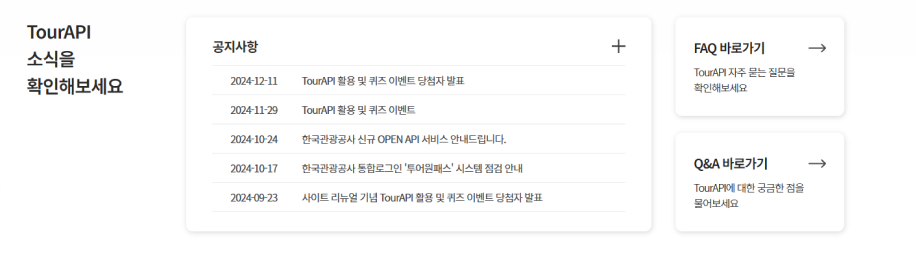 TourAPI
소식을
확인해보세요
공지사항
2024-12-11 TourAPI 활용 및 퀴즈 이벤트 당첨자 발표
2024-11-29 TourAPI 활용 및 퀴즈 이벤트
2024-10-24 한국관광공사 신규 OPEN API 서비스 안내드립니다.
2024-10-17 한국관광공사 통합로그인 '투어원패스' 시스템 점검 안내
2024-09-23 사이트 리뉴얼 기념 TourAPI 활용 및 퀴즈 이벤트 당첨자 발표
FAQ 바로가기
TourAPI 자주 묻는 질문을
확인해보세요
Q&A 바로가기
TourAPI에 대한 궁금한 점을
물어보세요